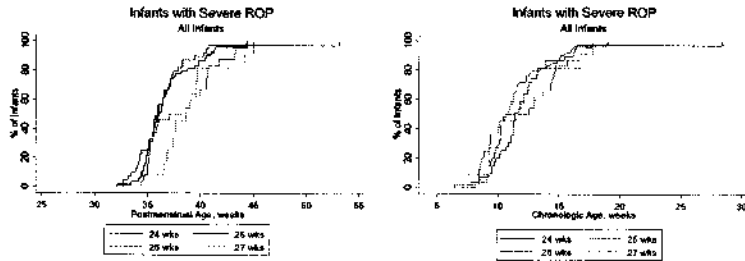 Infants with Severe ROP
All Infants
% of Infants
100
80
60
40
20
0
25 35 45 55
Postmenstrual Age, weeks
24 wks 25 wks
26 wks 27 wks
Infants with Severe ROP
All Infants
% of Infants
100
80
60
40
20
0
5 10 15 20 25 30
Chronologic Age, weeks
24 wks 25 wks
26 wks 27 wks